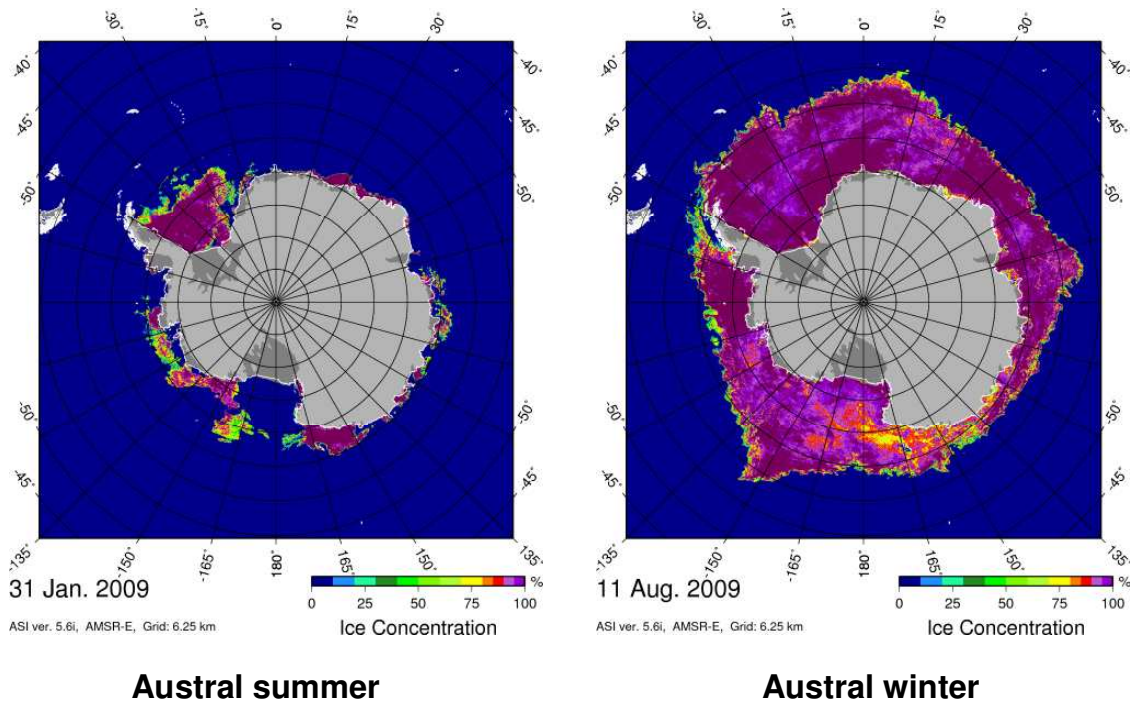 -30° -15° 0° 15° 30°
-40° -40°
-45° -45°
-50° -50°
-50° -50°
-45° -45°
-135° -150° -165° 180° 165° 150° 135°
31 Jan. 2009
%
0 25 50 75 100
ASI ver. 5.6i, AMSR-E, Grid: 6.25 km
Ice Concentration
Austral summer
-30° -15° 0° 15° 30°
-40° -40°
-45° -45°
-50° -50°
-50° -50°
-45° -45°
-135° -150° -165° 180° 165° 150° 135°
11 Aug. 2009
%
0 25 50 75 100
ASI ver. 5.6i, AMSR-E, Grid: 6.25 km
Ice Concentration
Austral winter